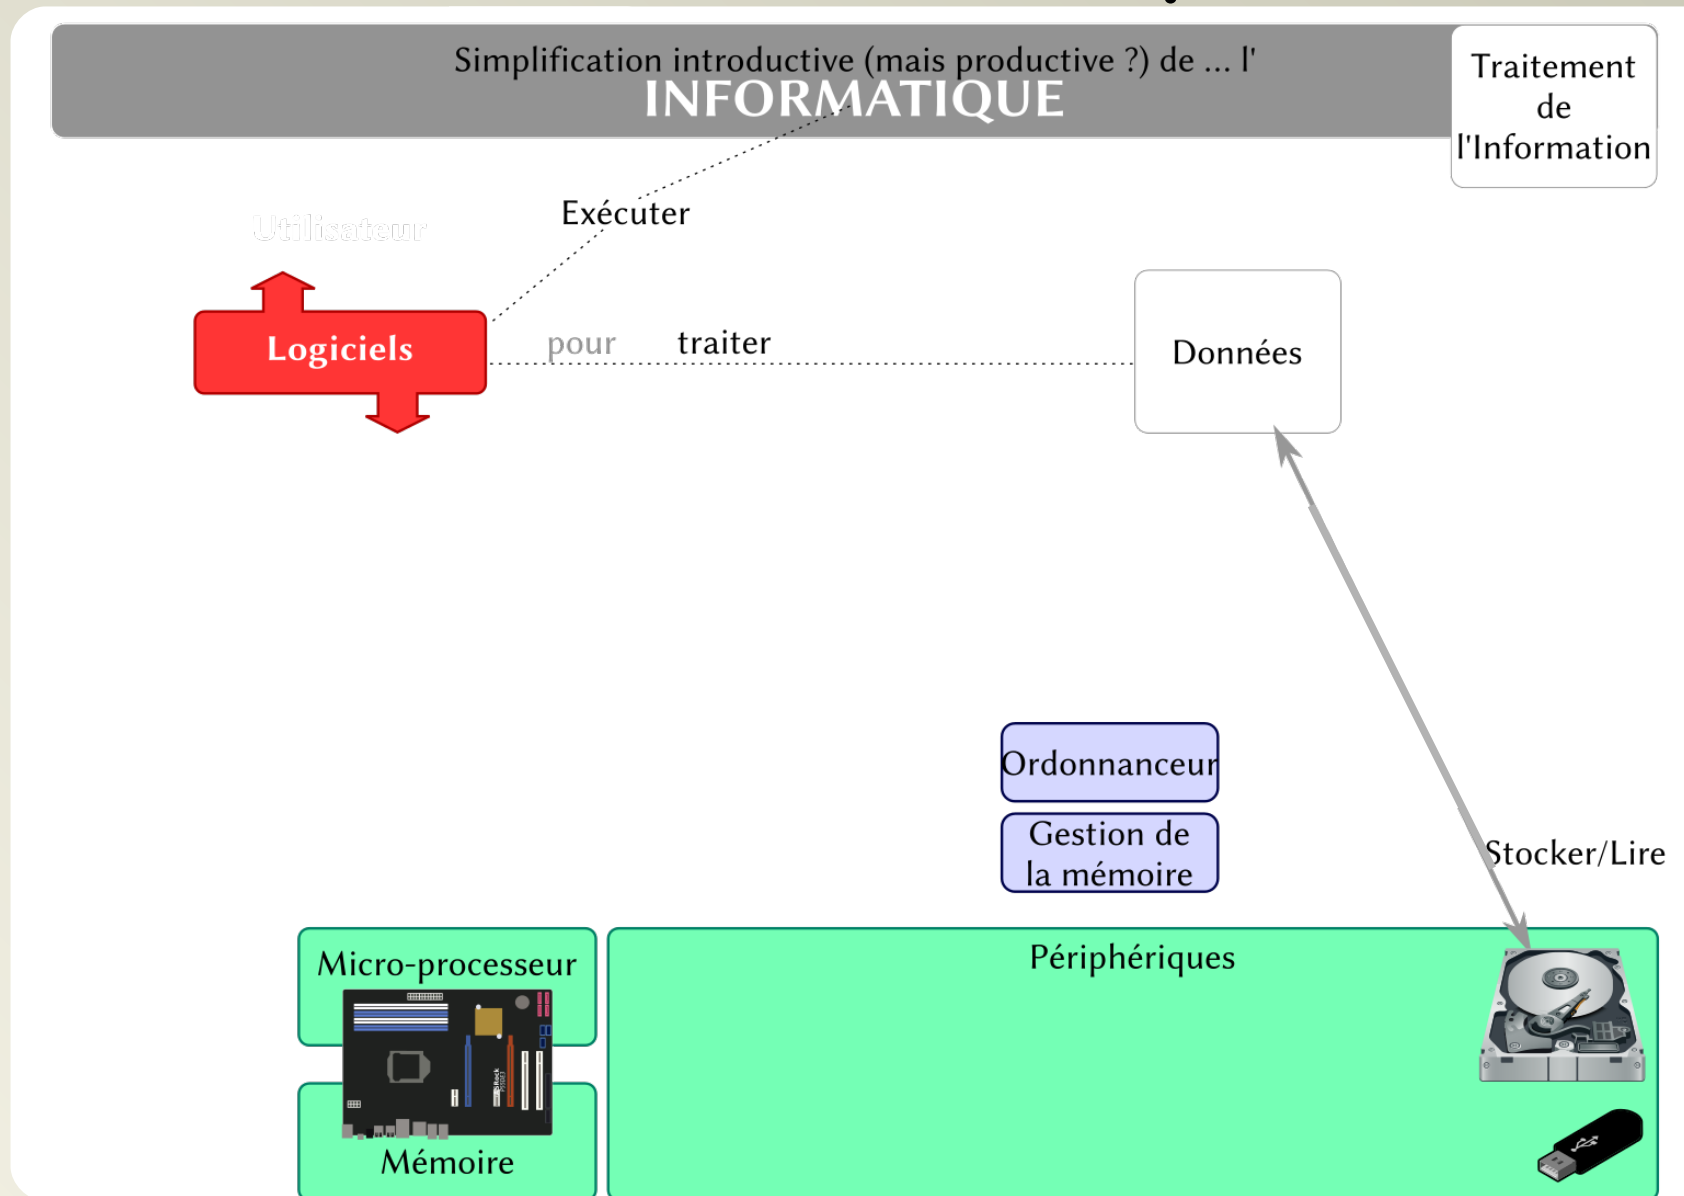 Simplification introductive (mais productive ?) de ... l'
INFORMATIQUE
Traitement
de
l'Information
Exécuter
Utilisateur
Logiciels
pour traiter
Données
Ordonnanceur
Gestion de
la mémoire
Stocker/Lire
Micro-processeur
Périphériques
Mémoire